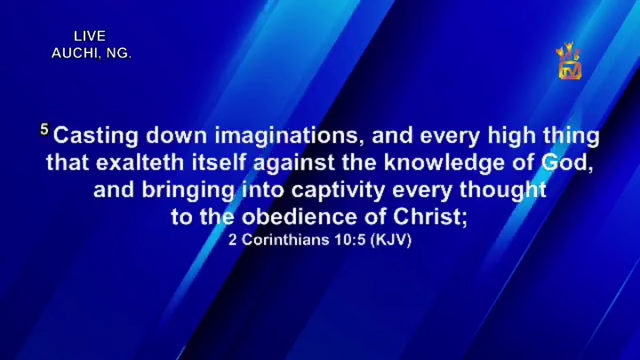 LIVE
AUCHI, NG.
TV
5 Casting down imaginations, and every high thing
that exalteth itself against the knowledge of God,
and bringing into captivity every thought
to the obedience of Christ;
2 Corinthians 10:5 (KJV)